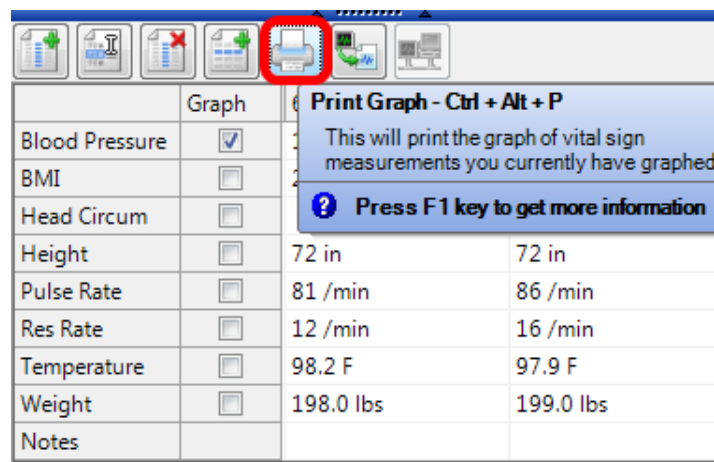 Graph
Print Graph - Ctrl + Alt + P
This will print the graph of vital sign
measurements you currently have graphed
Press F1 key to get more information
Blood Pressure
BMI
Head Circum
Height 72 in 72 in
Pulse Rate 81 /min 86 /min
Res Rate 12 /min 16 /min
Temperature 98.2 F 97.9 F
Weight 198.0 lbs 199.0 lbs
Notes